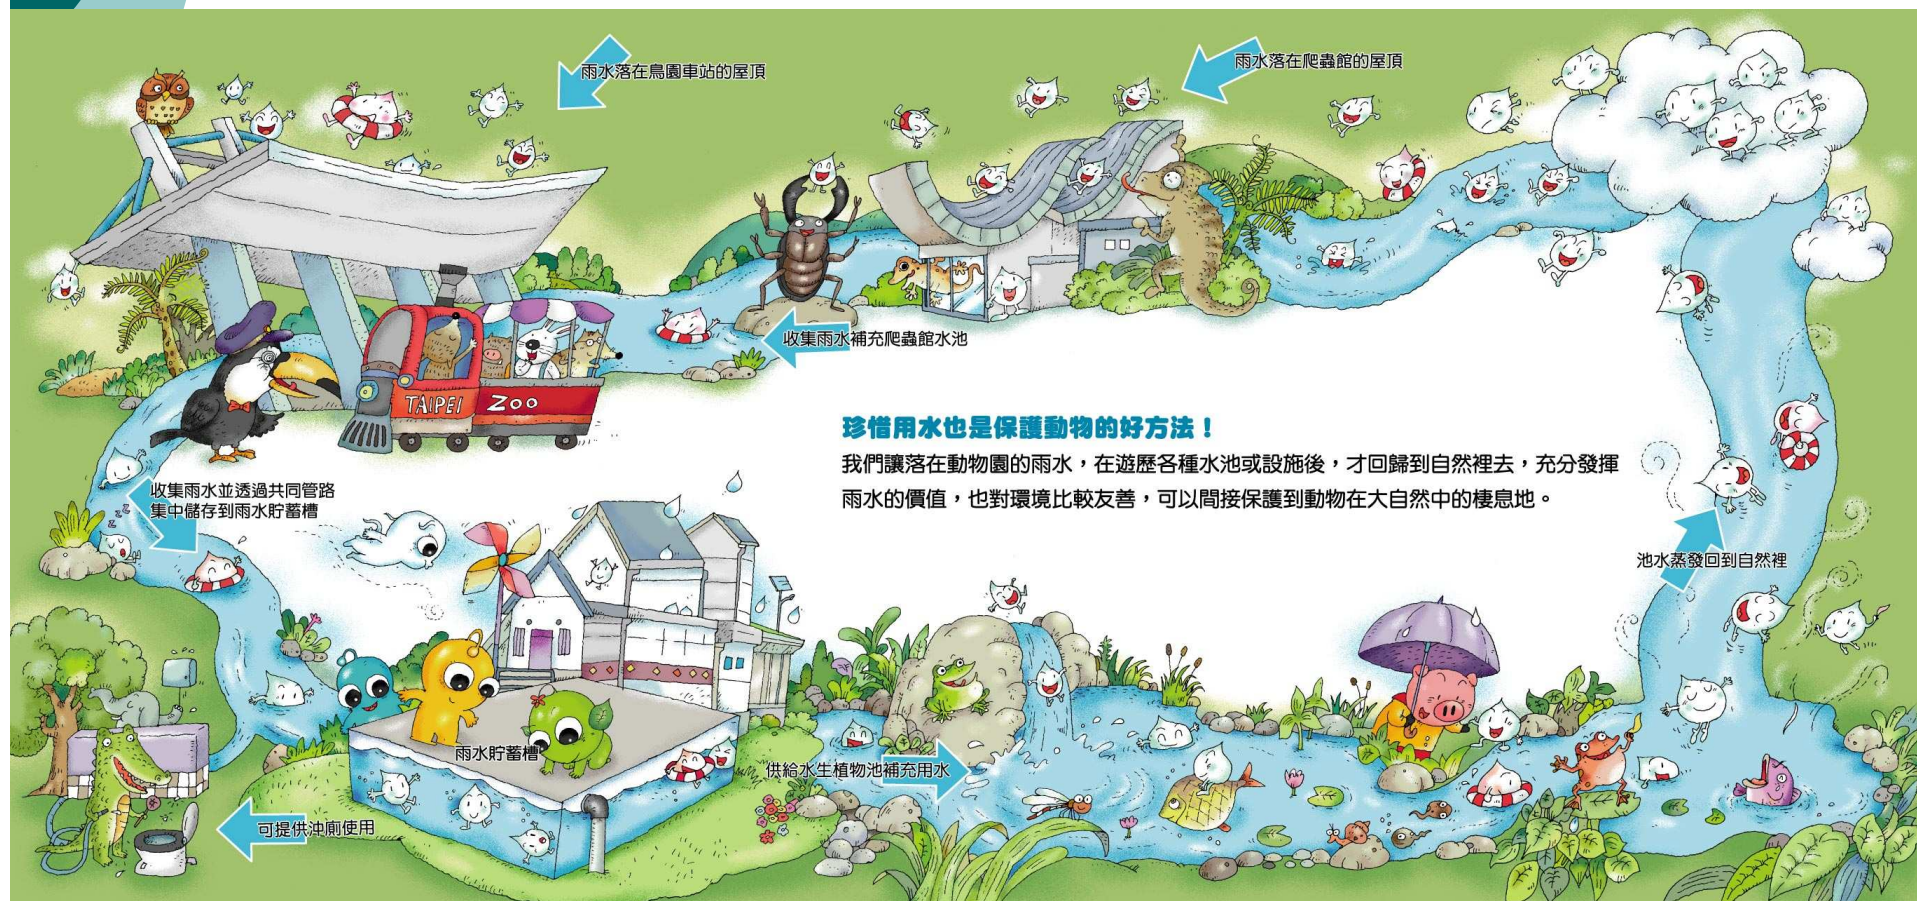 雨水落在鳥園車站的屋頂
雨水落在爬蟲館的屋頂
收集雨水補充爬蟲館水池
TAIPEI ZOO
珍惜用水也是保護動物的好方法！
我們讓落在動物園的雨水，在遊歷各種水池或設施後，才回歸到自然裡去，充分發揮
雨水的價值，也對環境比較友善，可以間接保護到動物在大自然中的棲息地。
收集雨水並透過共同管路
集中儲存到雨水貯蓄槽
zzz
池水蒸發回到自然裡
雨水貯蓄槽
供給水生植物池補充用水
可提供沖廁使用